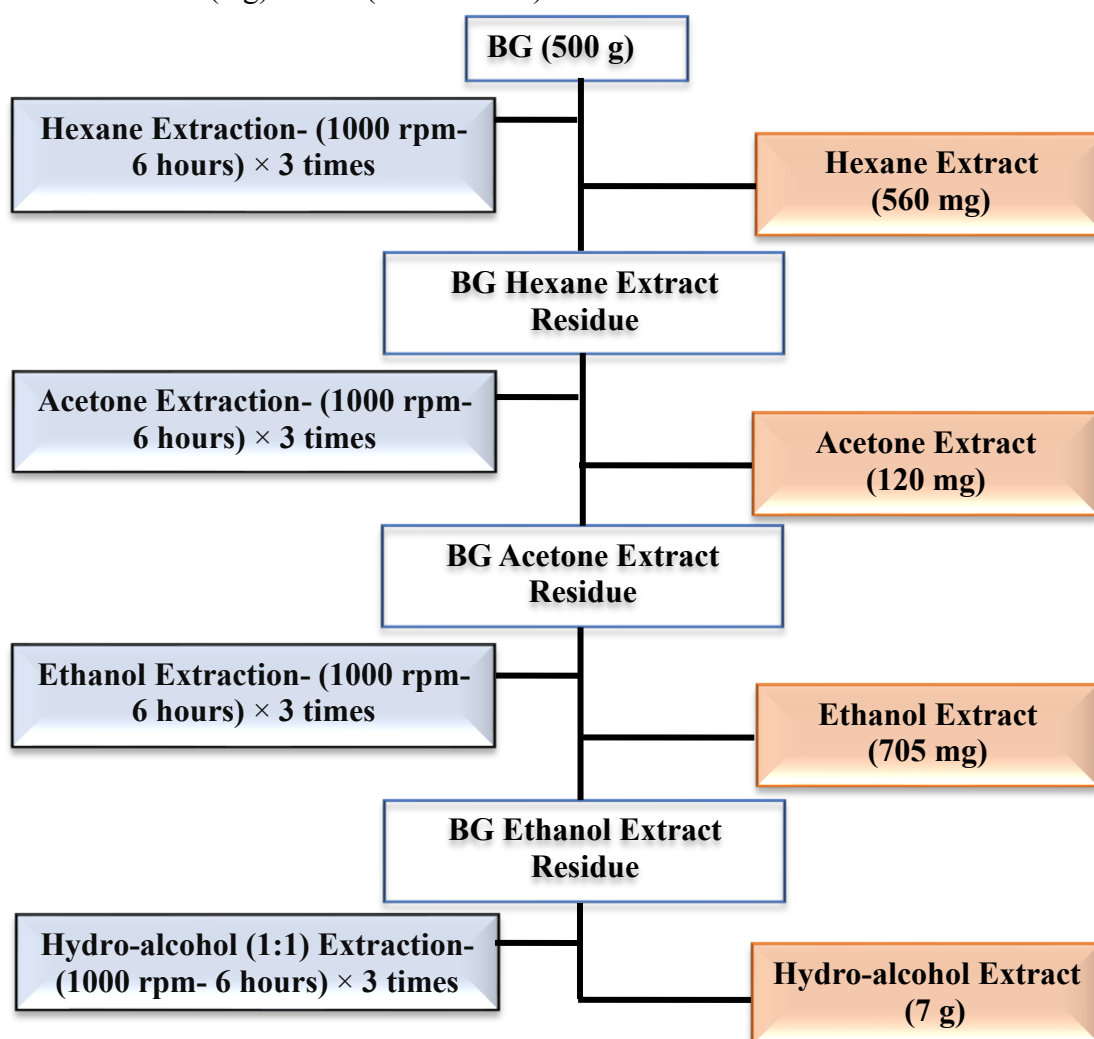 BG (500 g)
Hexane Extraction- (1000 rpm-
6 hours) × 3 times
Hexane Extract
(560 mg)
BG Hexane Extract
Residue
Acetone Extraction- (1000 rpm-
6 hours) × 3 times
Acetone Extract
(120 mg)
BG Acetone Extract
Residue
Ethanol Extraction- (1000 rpm-
6 hours) × 3 times
Ethanol Extract
(705 mg)
BG Ethanol Extract
Residue
Hydro-alcohol (1:1) Extraction-
(1000 rpm- 6 hours) × 3 times
Hydro-alcohol Extract
(7 g)